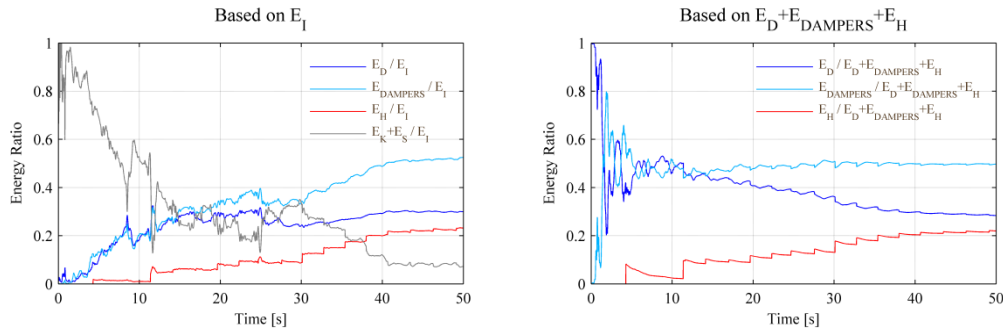 Based on E_I
1
0.8
0.6
0.4
0.2
0
Energy Ratio
E_D / E_I
E_DAMPERS / E_I
E_H / E_I
E_K+E_S / E_I
0 10 20 30 40 50
Time [s]
Based on E_D+E_DAMPERS+E_H
1
0.8
0.6
0.4
0.2
0
Energy Ratio
E_D / E_D+E_DAMPERS+E_H
E_DAMPERS / E_D+E_DAMPERS+E_H
E_H / E_D+E_DAMPERS+E_H
0 10 20 30 40 50
Time [s]